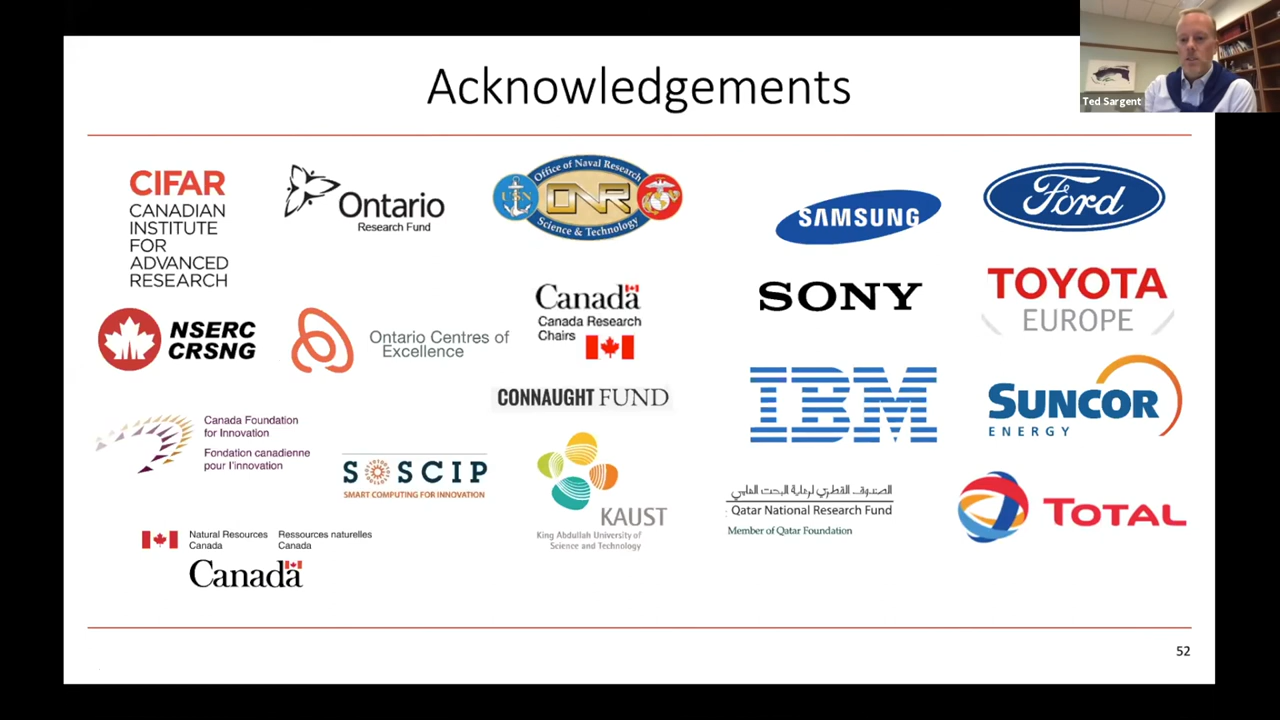 Acknowledgements
Ted Sargent
CIFAR
CANADIAN
INSTITUTE
FOR
ADVANCED
RESEARCH
Ontario
Research Fund
Office of Naval Research
USN
ONR
Science & Technology
SAMSUNG
Ford
NSERC
CRSNG
Ontario Centres of
Excellence
Canada
Canada Research
Chairs
SONY
TOYOTA
EUROPE
CONNAUGHT FUND
IBM
SUNCOR
ENERGY
Canada Foundation
for Innovation
Fondation canadienne
pour l'innovation
SOSCIP
SMART COMPUTING FOR INNOVATION
KAUST
King Abdullah University of
Science and Technology
الصندوق القطري لرعاية البحث العلمي
Qatar National Research Fund
Member of Qatar Foundation
TOTAL
Natural Resources
Canada
Ressources naturelles
Canada
Canada
52